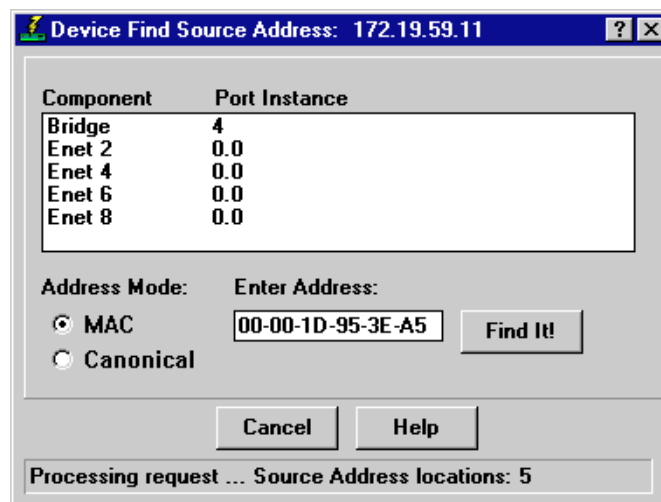 Device Find Source Address: 172.19.59.11
Component Port Instance
Bridge 4
Enet 2 0.0
Enet 4 0.0
Enet 6 0.0
Enet 8 0.0
Address Mode: Enter Address:
MAC 00-00-1D-95-3E-A5 Find It!
Canonical
Cancel Help
Processing request ... Source Address locations: 5